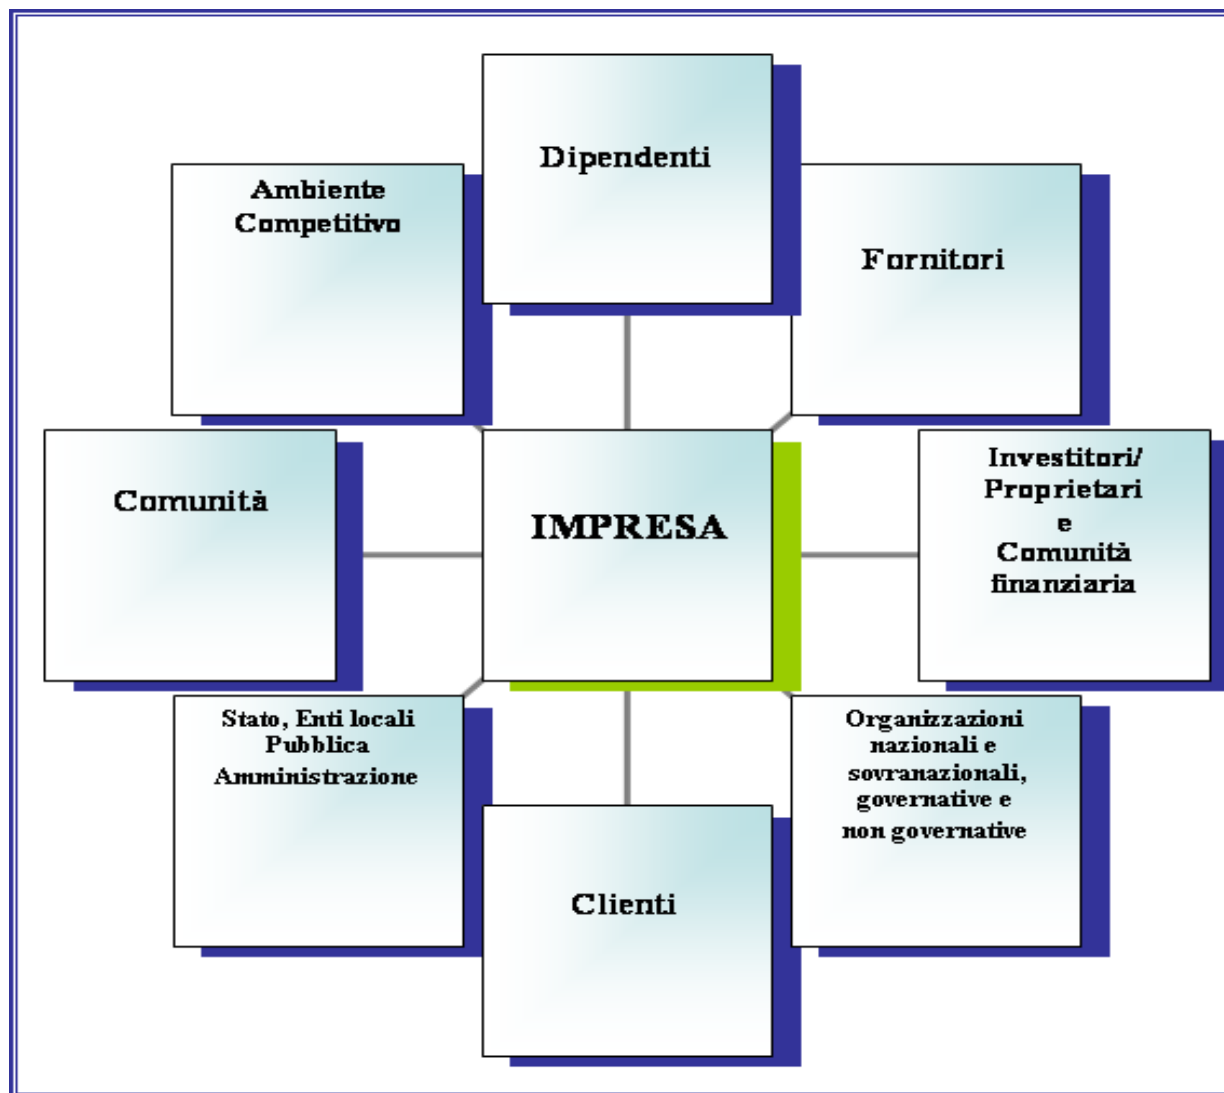 Dipendenti
Ambiente
Competitivo
Fornitori
Comunità
IMPRESA
Investitori/
Proprietari
e
Comunità
finanziaria
Stato, Enti locali
Pubblica
Amministrazione
Clienti
Organizzazioni
nazionali e
sovranazionali,
governative e
non governative